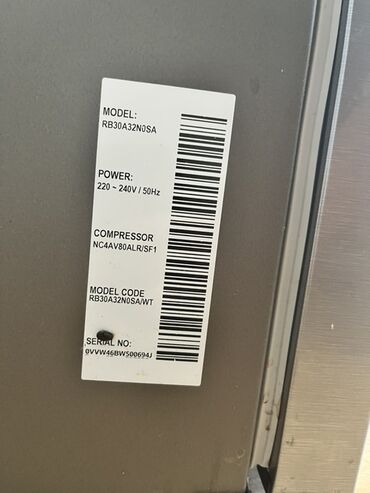 MODEL:
RB30A32N0SA
POWER:
220 ~ 240V / 50Hz
COMPRESSOR
NC4AV80ALR/SF1
MODEL CODE
RB30A32N0SA/WT
SERIAL NO:
0VVW46BW500694J